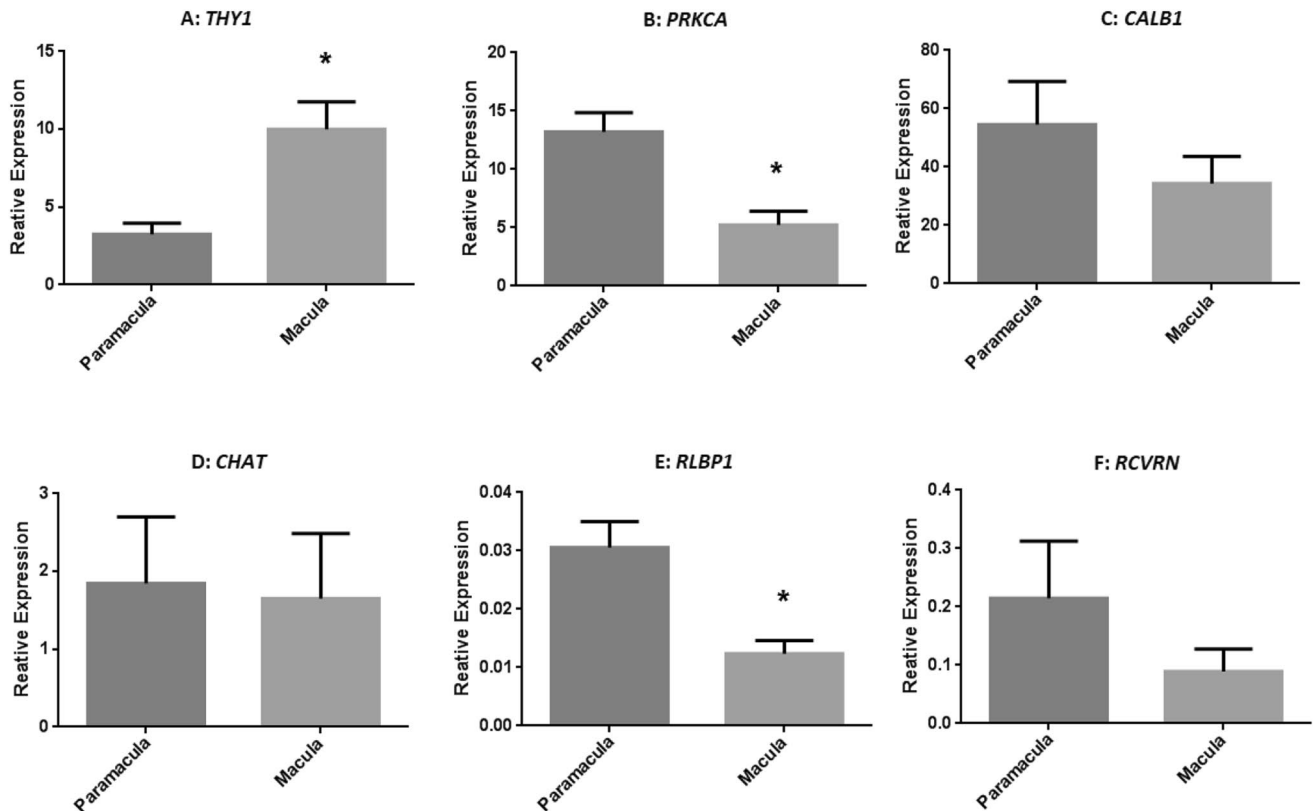 A: THY1
B: PRKCA
C: CALB1
Reative Expression
15
10
5
0
*
Paramacula
Macula
Reative Expression
20
15
10
5
0
*
Paramacula
Macula
Reative Expression
80
60
40
20
0
Paramacula
Macula
D: CHAT
E: RLBP1
F: RCVRN
Reative Expression
3
2
1
0
Paramacula
Macula
Reative Expression
0.04
0.03
0.02
0.01
0.00
*
Paramacula
Macula
Reative Expression
0.4
0.3
0.2
0.1
0.0
Paramacula
Macula